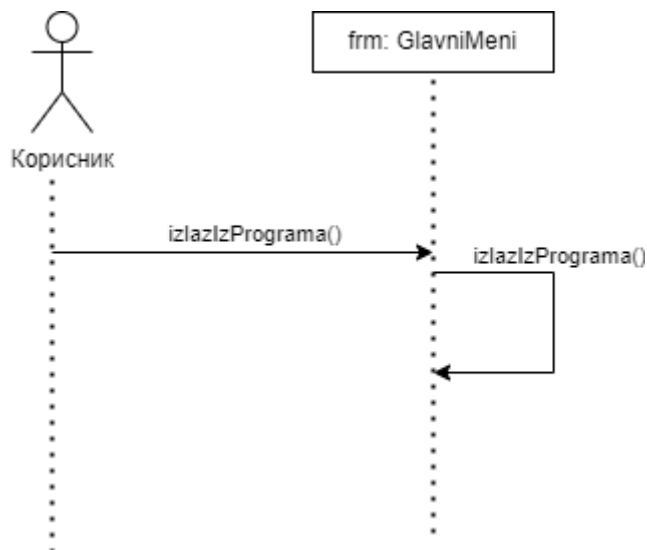 frm: GlavniMeni
Корисник
izlazIzPrograma()
izlazIzPrograma()